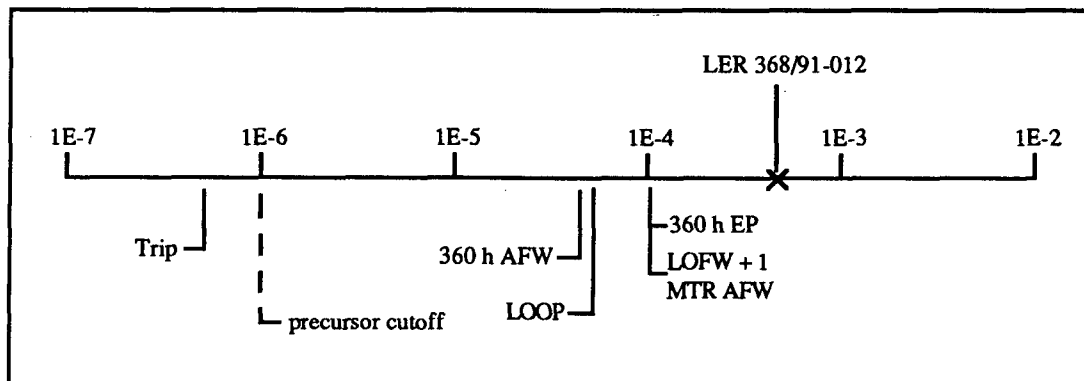 LER 368/91-012
1E-7 1E-6 1E-5 1E-4 1E-3 1E-2
Trip
360 h AFW
360 h EP
LOFW + 1
MTR AFW
LOOP
precursor cutoff